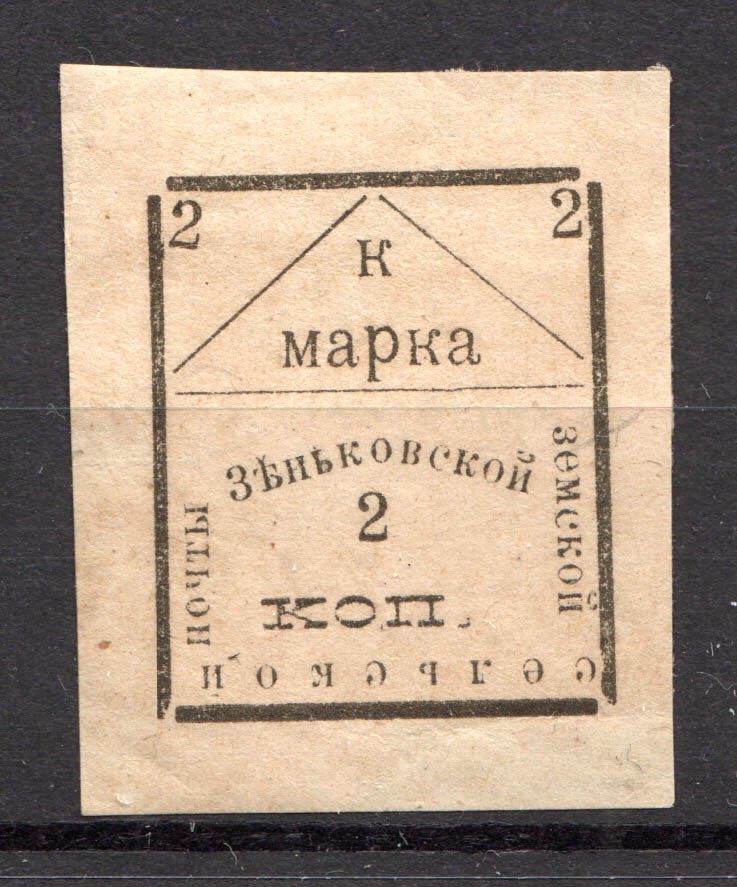 2 2
к
марка
Зѣньковской
земской
сельской
почты
2
КОП.